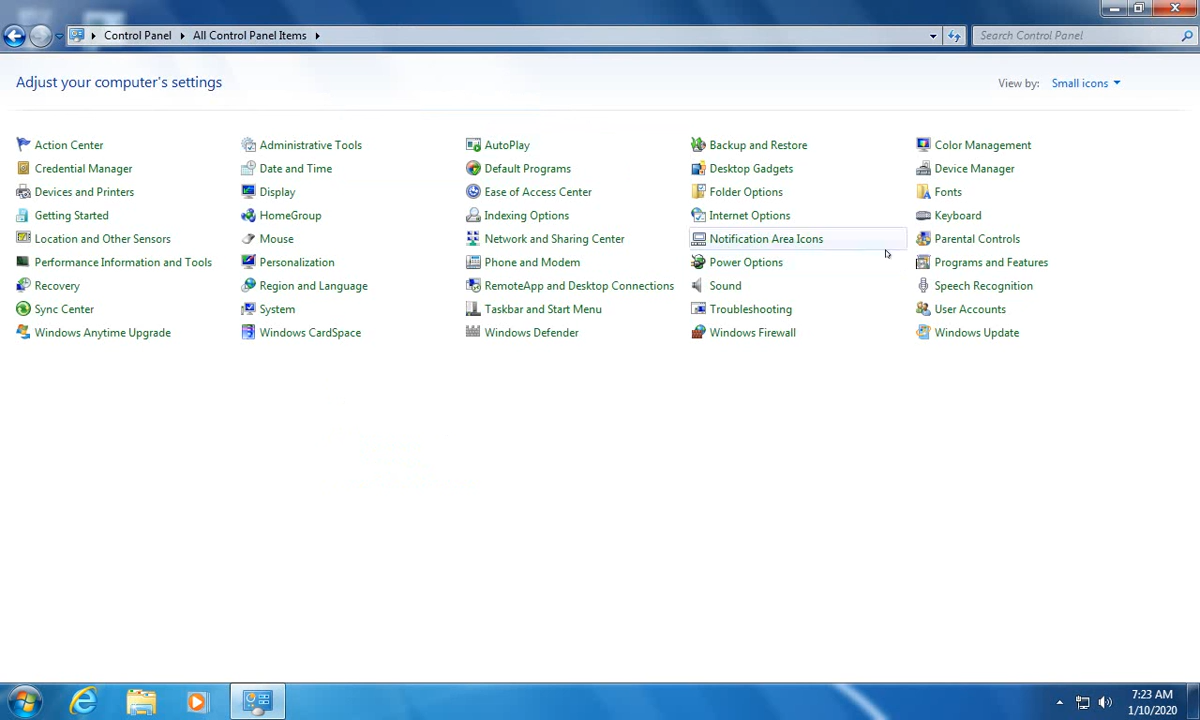 Control Panel All Control Panel Items Search Control Panel
Adjust your computer's settings View by: Small icons
Action Center Administrative Tools AutoPlay Backup and Restore Color Management
Credential Manager Date and Time Default Programs Desktop Gadgets Device Manager
Devices and Printers Display Ease of Access Center Folder Options Fonts
Getting Started HomeGroup Indexing Options Internet Options Keyboard
Location and Other Sensors Mouse Network and Sharing Center Notification Area Icons Parental Controls
Performance Information and Tools Personalization Phone and Modem Power Options Programs and Features
Recovery Region and Language RemoteApp and Desktop Connections Sound Speech Recognition
Sync Center System Taskbar and Start Menu Troubleshooting User Accounts
Windows Anytime Upgrade Windows CardSpace Windows Defender Windows Firewall Windows Update
7:23 AM
1/10/2020